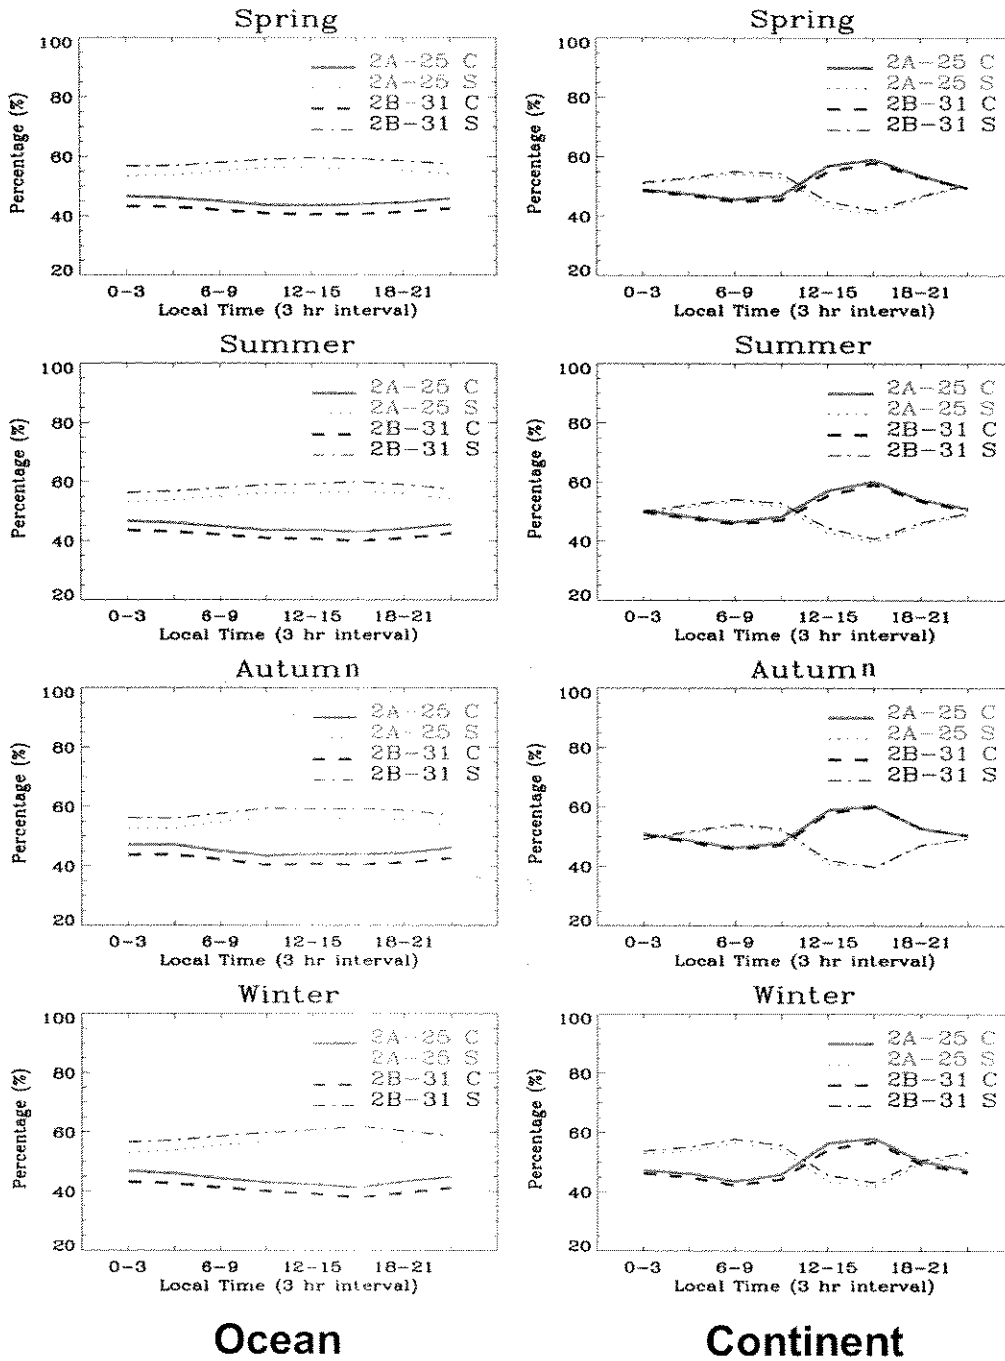 Spring
Percentage (%)
100
80
60
40
20
2A-25 C
2A-25 S
2B-31 C
2B-31 S
0-3 6-9 12-15 18-21
Local Time (3 hr interval)
Spring
Percentage (%)
100
80
60
40
20
2A-25 C
2A-25 S
2B-31 C
2B-31 S
0-3 6-9 12-15 18-21
Local Time (3 hr interval)
Summer
Percentage (%)
100
80
60
40
20
2A-25 C
2A-25 S
2B-31 C
2B-31 S
0-3 6-9 12-15 18-21
Local Time (3 hr interval)
Summer
Percentage (%)
100
80
60
40
20
2A-25 C
2A-25 S
2B-31 C
2B-31 S
0-3 6-9 12-15 18-21
Local Time (3 hr interval)
Autumn
Percentage (%)
100
80
60
40
20
2A-25 C
2A-25 S
2B-31 C
2B-31 S
0-3 6-9 12-15 18-21
Local Time (3 hr interval)
Autumn
Percentage (%)
100
80
60
40
20
2A-25 C
2A-25 S
2B-31 C
2B-31 S
0-3 6-9 12-15 18-21
Local Time (3 hr interval)
Winter
Percentage (%)
100
80
60
40
20
2A-25 C
2A-25 S
2B-31 C
2B-31 S
0-3 6-9 12-15 18-21
Local Time (3 hr interval)
Winter
Percentage (%)
100
80
60
40
20
2A-25 C
2A-25 S
2B-31 C
2B-31 S
0-3 6-9 12-15 18-21
Local Time (3 hr interval)
Ocean
Continent